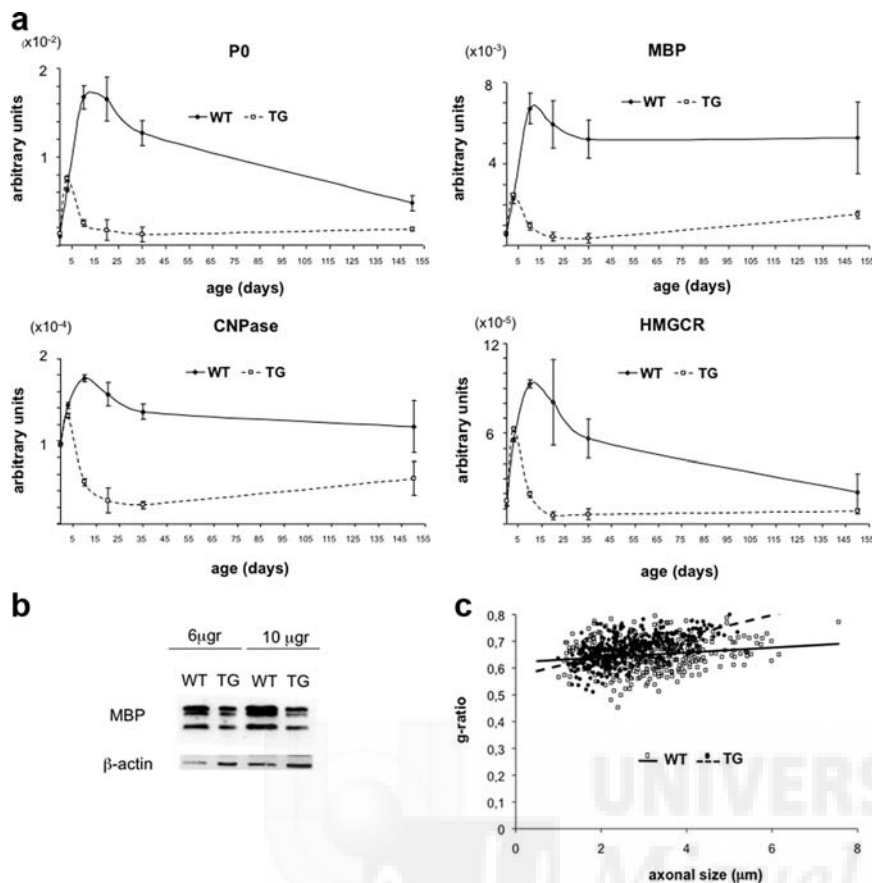 a
(x10-2)
P0
2
1
arbitrary units
WT TG
5 15 25 35 45 55 65 75 85 95 105 115 125 135 145 155
age (days)
(x10-3)
MBP
8
4
arbitrary units
WT TG
5 15 25 35 45 55 65 75 85 95 105 115 125 135 145 155
age (days)
(x10-4)
CNPase
2
1
arbitrary units
WT TG
5 15 25 35 45 55 65 75 85 95 105 115 125 135 145 155
age (days)
(x10-5)
HMGCR
12
6
arbitrary units
WT TG
5 15 25 35 45 55 65 75 85 95 105 115 125 135 145 155
age (days)
b
6μgr 10 μgr
WT TG WT TG
MBP
β-actin
c
0,8
0,7
0,6
0,5
0,4
0,3
0,2
0,1
0
g-ratio
WT TG
0 2 4 6 8
axonal size (μm)
UNIVERS
Miguel